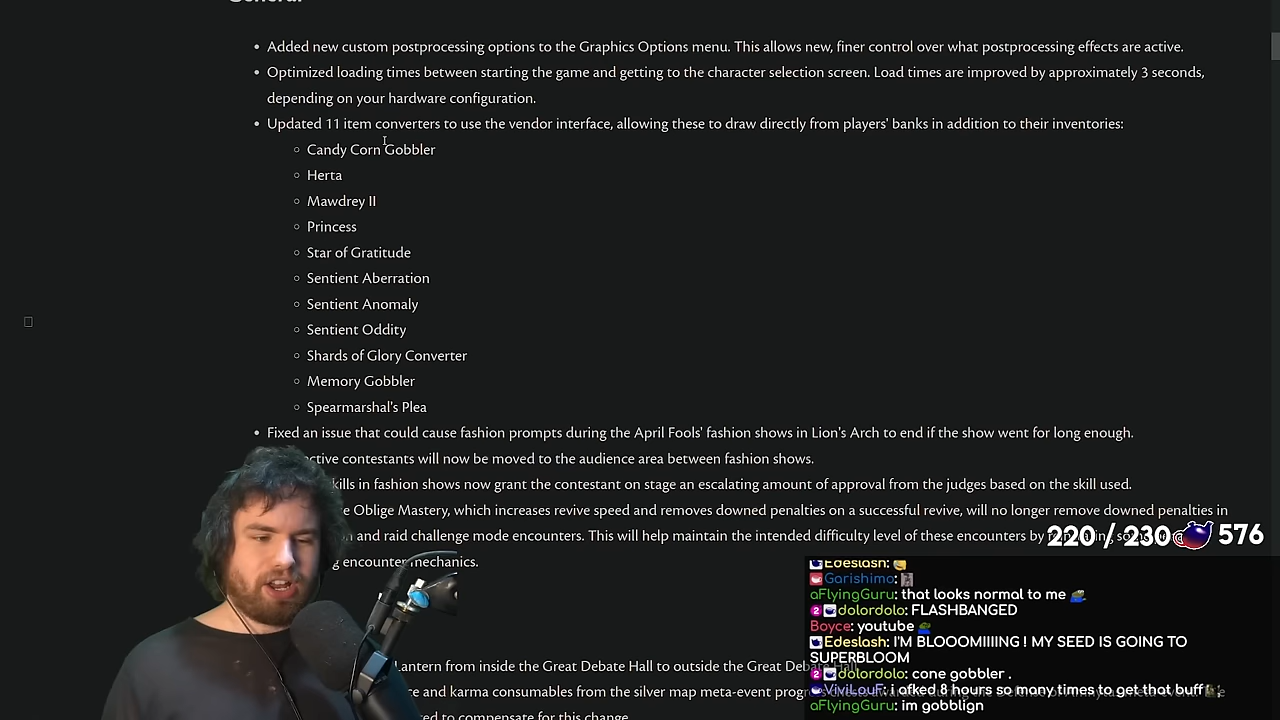 Added new custom postprocessing options to the Graphics Options menu. This allows new, finer control over what postprocessing effects are active.
Optimized loading times between starting the game and getting to the character selection screen. Load times are improved by approximately 3 seconds,
depending on your hardware configuration.
Updated 11 item converters to use the vendor interface, allowing these to draw directly from players' banks in addition to their inventories:
Candy Corn Gobbler
Herta
Mawdrey II
Princess
Star of Gratitude
Sentient Aberration
Sentient Anomaly
Sentient Oddity
Shards of Glory Converter
Memory Gobbler
Spearmarshal's Plea
Fixed an issue that could cause fashion prompts during the April Fools' fashion shows in Lion's Arch to end if the show went for long enough.
contestants will now be moved to the audience area between fashion shows.
in fashion shows now grant the contestant on stage an escalating amount of approval from the judges based on the skill used.
Oblige Mastery, which increases revive speed and removes downed penalties on a successful revive, will no longer remove downed penalties in
and raid challenge mode encounters. This will help maintain the intended difficulty level of these encounters by
encounter mechanics.
220 / 230 576
Lantern from inside the Great Debate Hall to outside the Great Debate Hall
and karma consumables from the silver map meta-event
to compensate for this change.
Edeslash:
Garishimo:
aFlyingGuru: that looks normal to me
dolordolo: FLASHBANGED
Boyce: youtube
Edeslash: I'M BLOOOMIIIING ! MY SEED IS GOING TO
SUPERBLOOM
dolordolo: cone gobbler .
ViviLouF: i afked 8 hours so many times to get that buff
aFlyingGuru: im gobblign